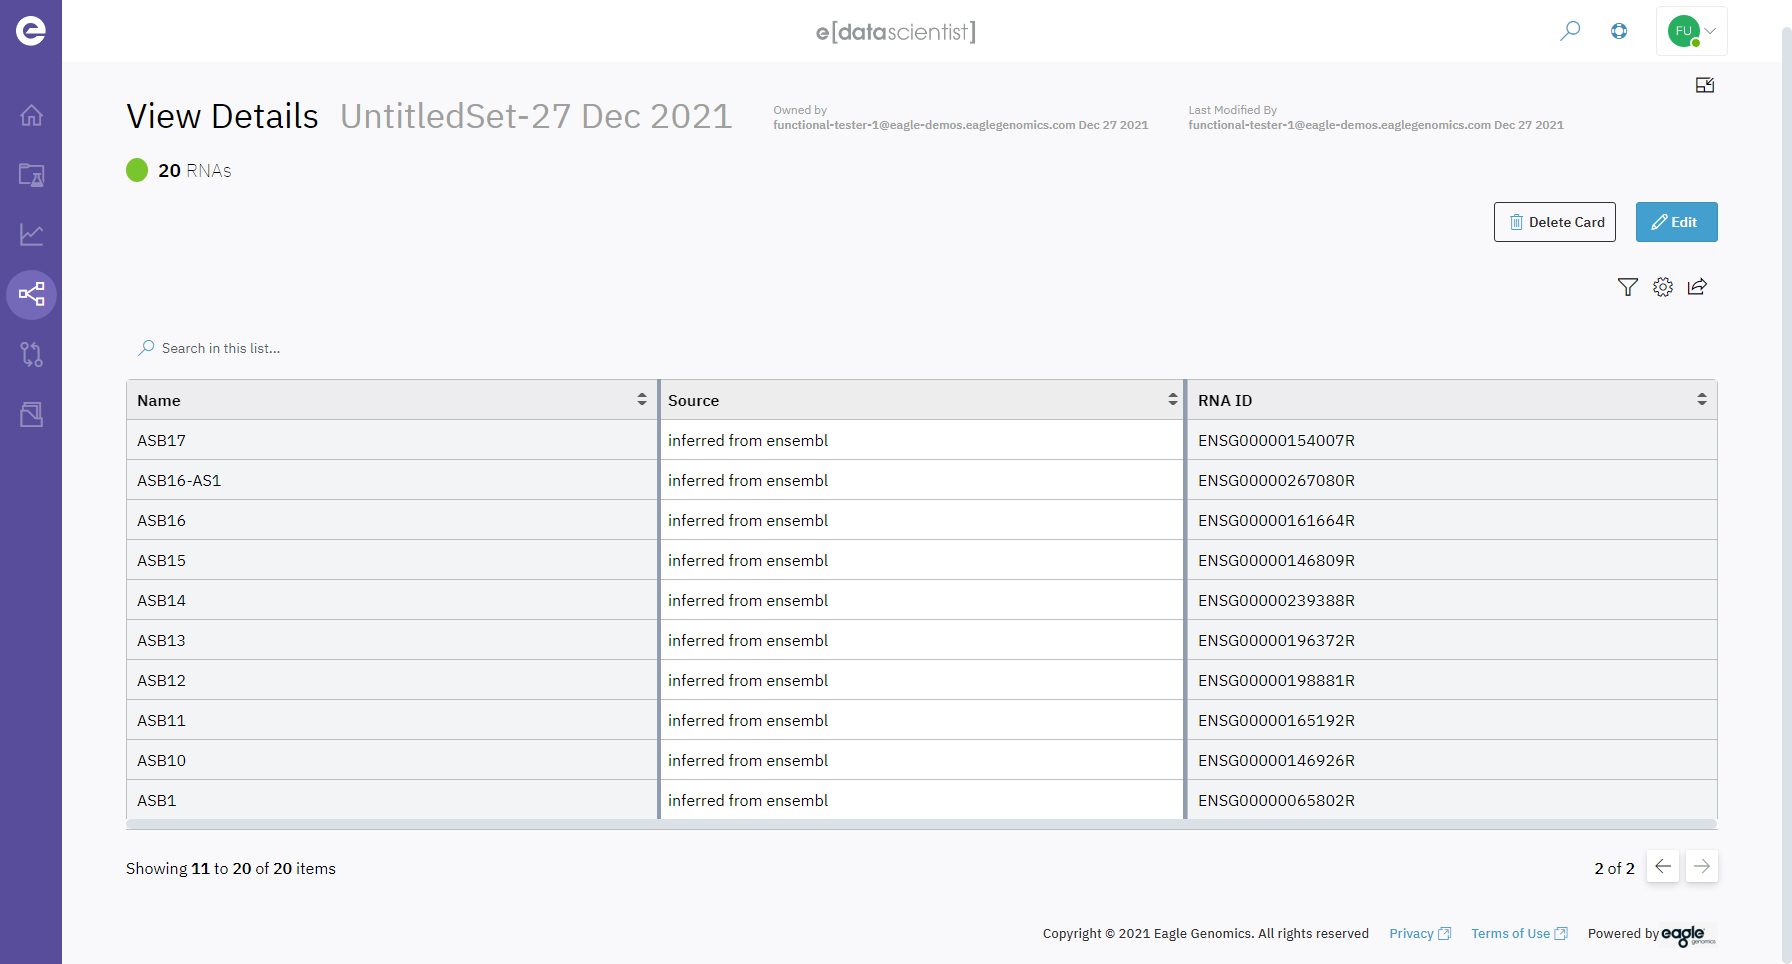 e[datascientist]
FU
View Details UntitledSet-27 Dec 2021
Owned by
functional-tester-1@eagle-demos.eaglegenomics.com Dec 27 2021
Last Modified By
functional-tester-1@eagle-demos.eaglegenomics.com Dec 27 2021
20 RNAs
Delete Card
Edit
Search in this list...
Name Source RNA ID
ASB17 inferred from ensembl ENSG00000154007R
ASB16-AS1 inferred from ensembl ENSG00000267080R
ASB16 inferred from ensembl ENSG00000161664R
ASB15 inferred from ensembl ENSG00000146809R
ASB14 inferred from ensembl ENSG00000239388R
ASB13 inferred from ensembl ENSG00000196372R
ASB12 inferred from ensembl ENSG00000198881R
ASB11 inferred from ensembl ENSG00000165192R
ASB10 inferred from ensembl ENSG00000146926R
ASB1 inferred from ensembl ENSG00000065802R
Showing 11 to 20 of 20 items
2 of 2
Copyright © 2021 Eagle Genomics. All rights reserved Privacy Terms of Use Powered by eagle genomics